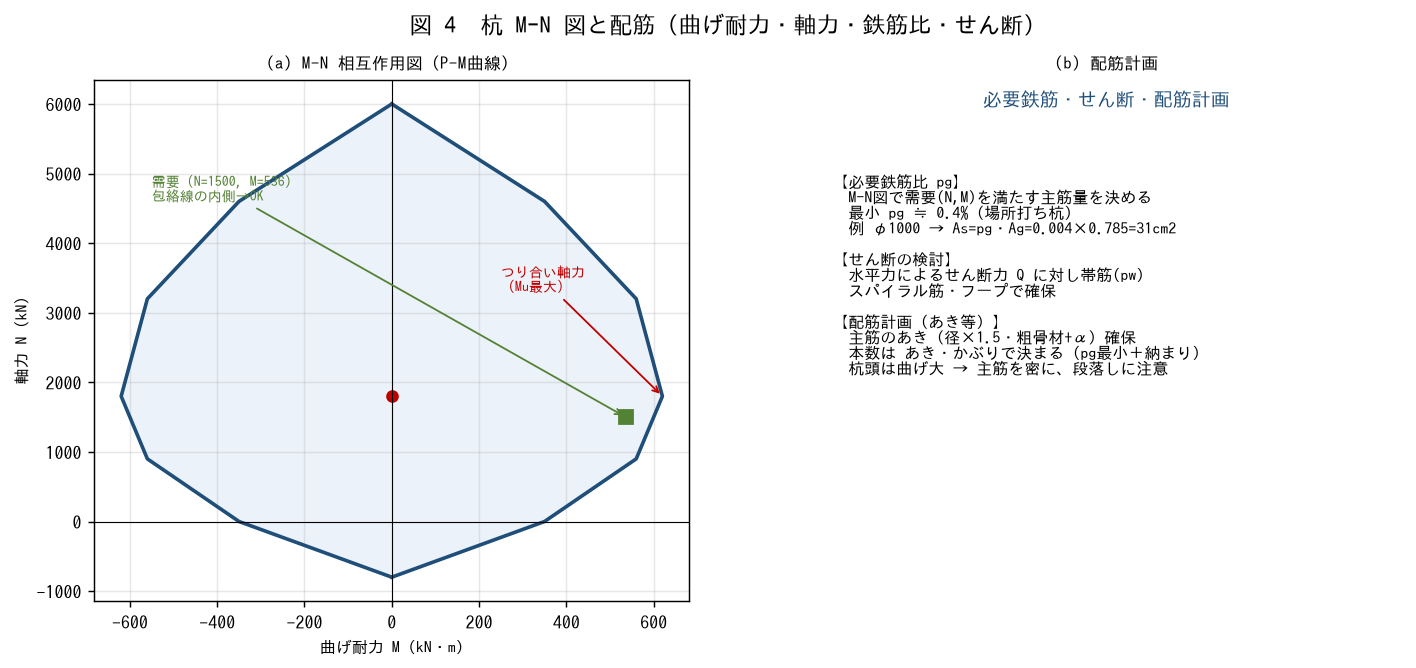 図 4　杭 M-N 図と配筋（曲げ耐力・軸力・鉄筋比・せん断）
(a) M-N 相互作用図（P-M曲線）
6000
5000
4000
3000
2000
1000
0
-1000
軸力 N (kN)
需要 (N=1500, M=536)
包絡線の内側→OK
つり合い軸力
(Mu最大)
-600
-400
-200
0
200
400
600
曲げ耐力 M (kN・m)
(b) 配筋計画
必要鉄筋・せん断・配筋計画
【必要鉄筋比 pg】
M-N図で需要(N,M)を満たす主筋量を決める
最小 pg ≒ 0.4%（場所打ち杭）
例 φ1000 → As=pg・Ag=0.004×0.785=31cm2
【せん断の検討】
水平力によるせん断力 Q に対し帯筋(pw)
スパイラル筋・フープで確保
【配筋計画（あき等）】
主筋のあき（径×1.5・粗骨材+α）確保
本数は あき・かぶりで決まる（pg最小＋納まり）
杭頭は曲げ大 → 主筋を密に、段落しに注意